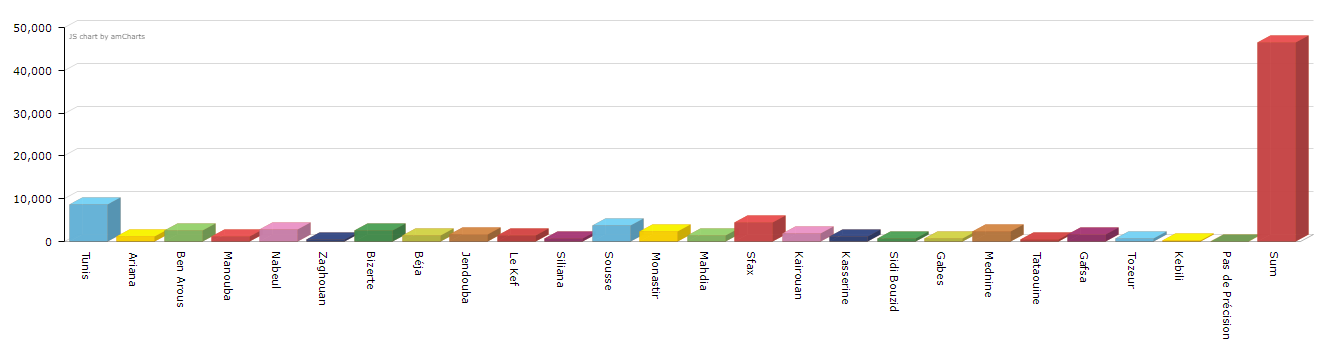 50,000
JS chart by amCharts
40,000
30,000
20,000
10,000
0
Tunis
Ariana
Ben Arous
Manouba
Nabeul
Zaghouan
Bizerte
Béja
Jendouba
Le Kef
Siliana
Sousse
Monastir
Mahdia
Sfax
Kairouan
Kasserine
Sidi Bouzid
Gabes
Mednine
Tataouine
Gafsa
Tozeur
Kebili
Pas de Précision
Sum